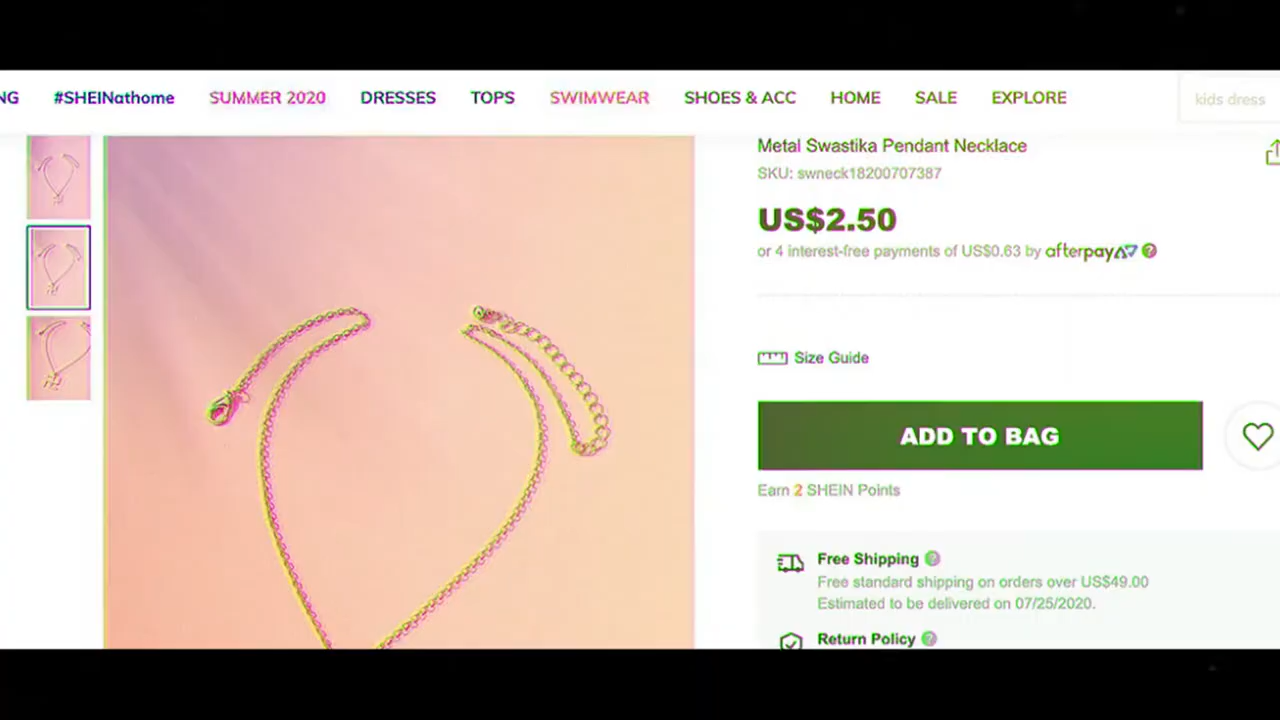 NG #SHEINathome SUMMER 2020 DRESSES TOPS SWIMWEAR SHOES & ACC HOME SALE EXPLORE kids dress
Metal Swastika Pendant Necklace
SKU: swneck18200707387
US$2.50
or 4 interest-free payments of US$0.63 by afterpay
Size Guide
ADD TO BAG
Earn 2 SHEIN Points
Free Shipping ?
Free standard shipping on orders over US$49.00
Estimated to be delivered on 07/25/2020.
Return Policy ?